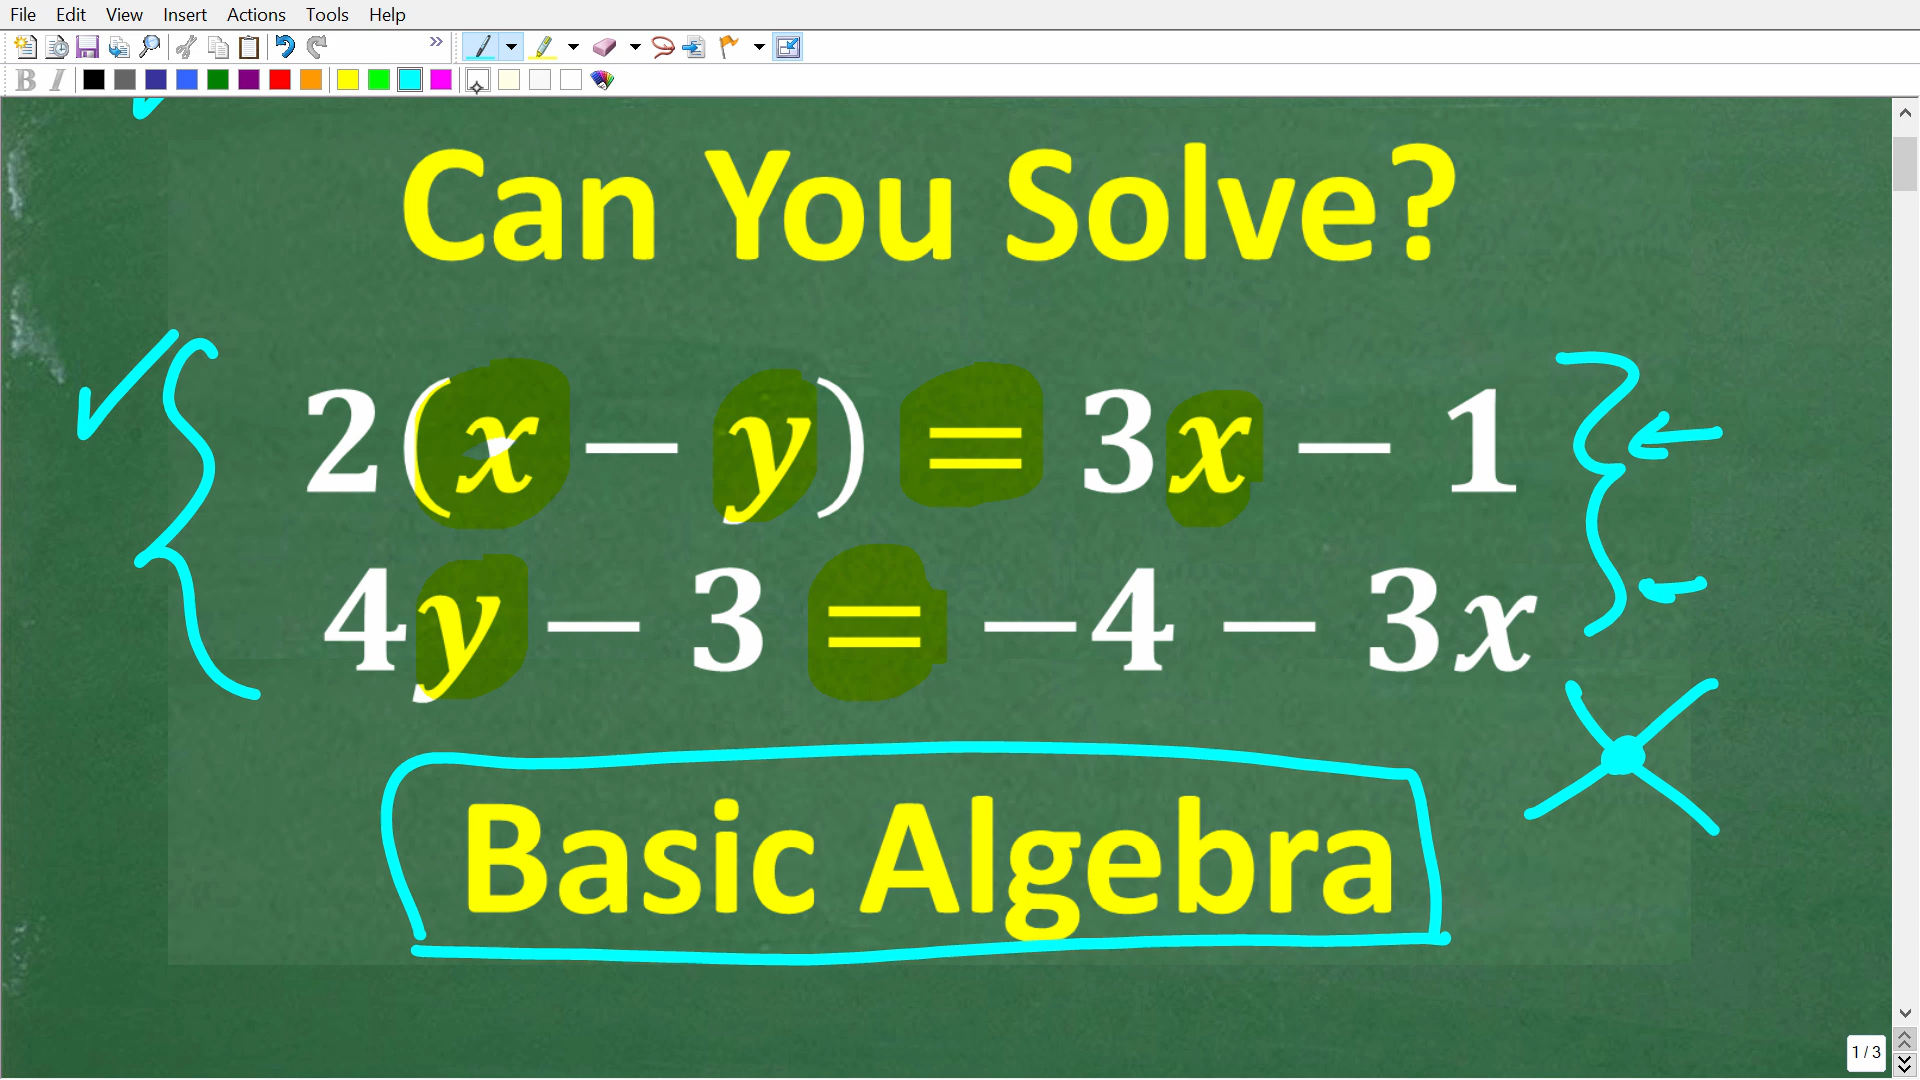 File Edit View Insert Actions Tools Help
B I
Can You Solve?
2(x − y) = 3x − 1
4y − 3 = −4 − 3x
Basic Algebra
1 / 3